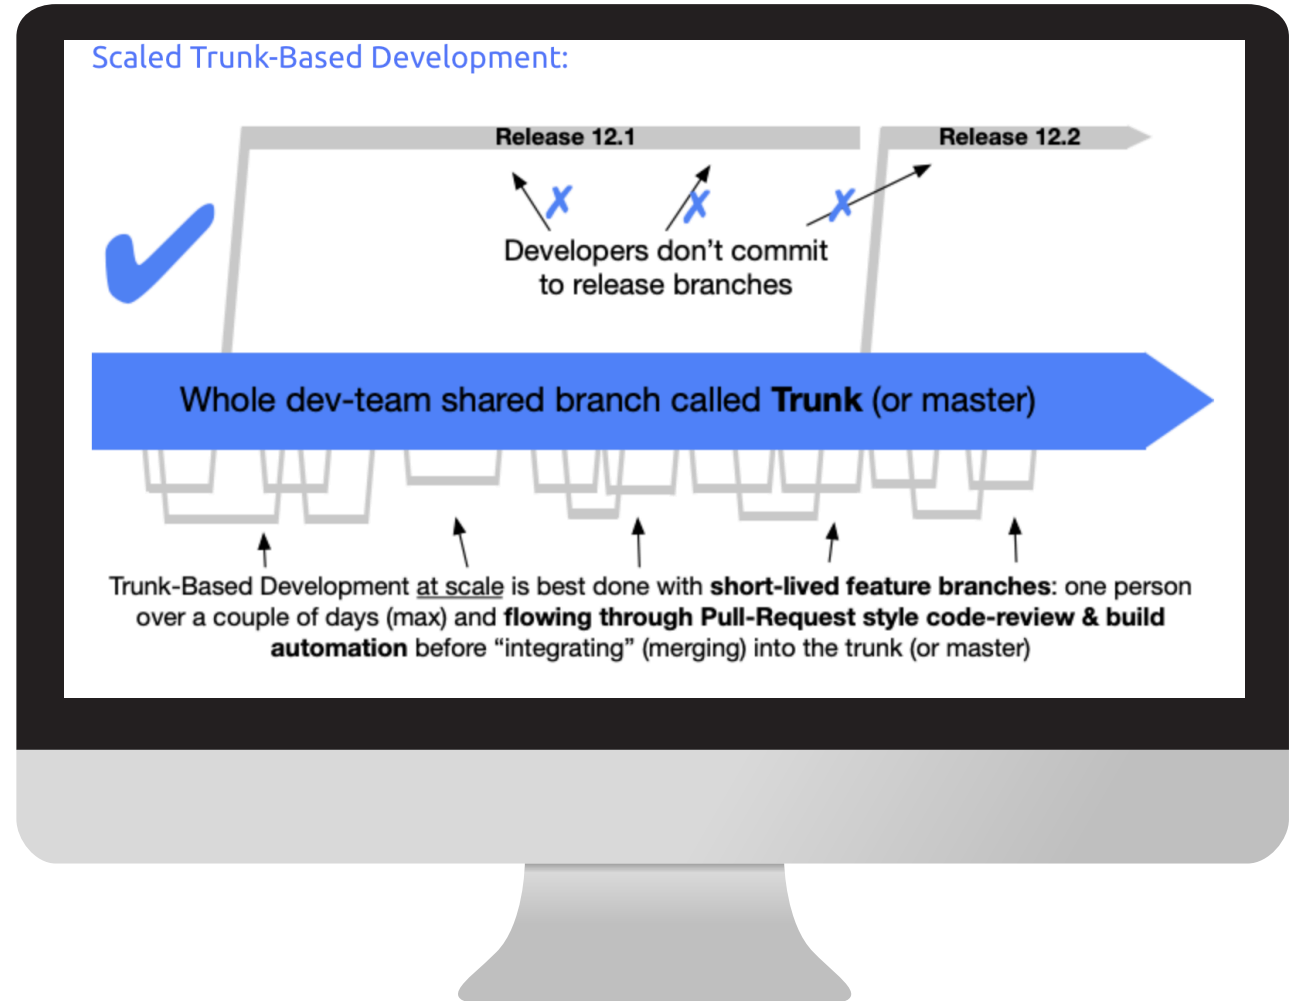 Scaled Trunk-Based Development:
Release 12.1
Release 12.2
Developers don’t commit
to release branches
Whole dev-team shared branch called Trunk (or master)
Trunk-Based Development at scale is best done with short-lived feature branches: one person
over a couple of days (max) and flowing through Pull-Request style code-review & build
automation before “integrating” (merging) into the trunk (or master)